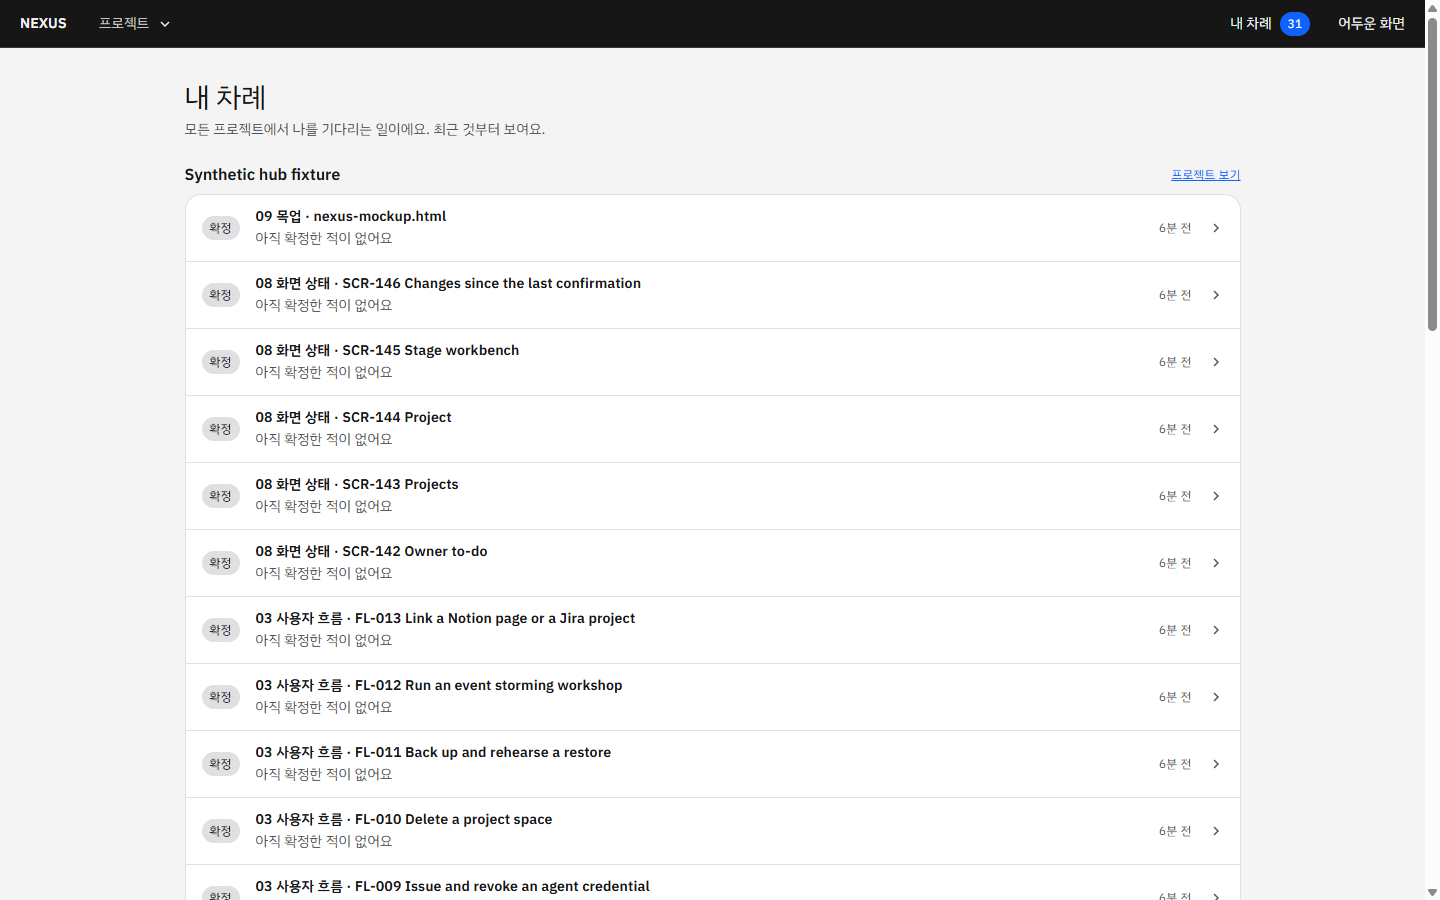 NEXUS 프로젝트 내 차례 31 어두운 화면
내 차례
모든 프로젝트에서 나를 기다리는 일이에요. 최근 것부터 보여요.
Synthetic hub fixture 프로젝트 보기
09 목업 · nexus-mockup.html
확정 아직 확정한 적이 없어요 6분 전
08 화면 상태 · SCR-146 Changes since the last confirmation
확정 아직 확정한 적이 없어요 6분 전
08 화면 상태 · SCR-145 Stage workbench
확정 아직 확정한 적이 없어요 6분 전
08 화면 상태 · SCR-144 Project
확정 아직 확정한 적이 없어요 6분 전
08 화면 상태 · SCR-143 Projects
확정 아직 확정한 적이 없어요 6분 전
08 화면 상태 · SCR-142 Owner to-do
확정 아직 확정한 적이 없어요 6분 전
03 사용자 흐름 · FL-013 Link a Notion page or a Jira project
확정 아직 확정한 적이 없어요 6분 전
03 사용자 흐름 · FL-012 Run an event storming workshop
확정 아직 확정한 적이 없어요 6분 전
03 사용자 흐름 · FL-011 Back up and rehearse a restore
확정 아직 확정한 적이 없어요 6분 전
03 사용자 흐름 · FL-010 Delete a project space
확정 아직 확정한 적이 없어요 6분 전
03 사용자 흐름 · FL-009 Issue and revoke an agent credential
확정 6분 전